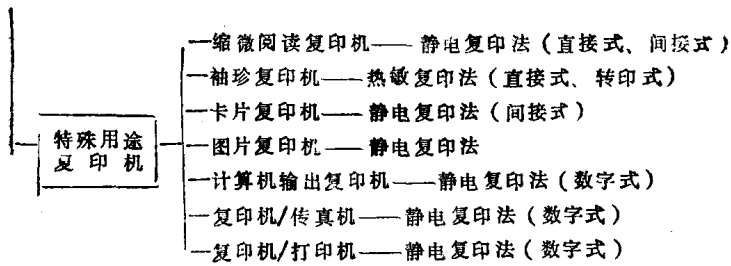 缩微阅读复印机——静电复印法（直接式、间接式）
袖珍复印机——热敏复印法（直接式、转印式）
卡片复印机——静电复印法（间接式）
特殊用途
复印机
图片复印机——静电复印法
计算机输出复印机——静电复印法（数字式）
复印机/传真机——静电复印法（数字式）
复印机/打印机——静电复印法（数字式）